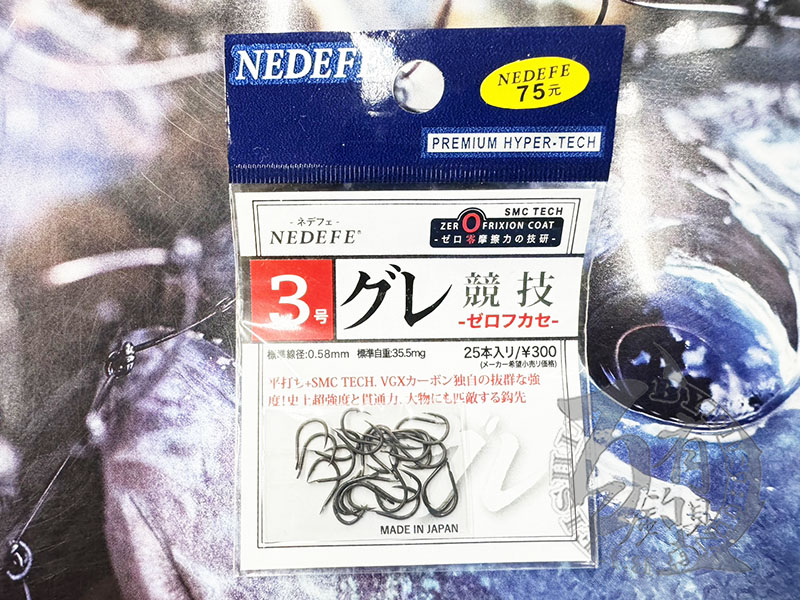 NEDEFE
NEDEFE
75元
PREMIUM HYPER-TECH
-ネデフェ-
NEDEFE®
SMC TECH
ZER0 FRIXION COAT
-ゼロ零摩擦力の技研-
3号
グレ 競技
-ゼロフカセ-
標準線径:0.58mm 標準自重:35.5mg
25本入り/¥300
(メーカー希望小売り価格)
平打ち+SMC TECH. VGXカーボン独自の抜群な強
度!史上超強度と貫通力、大物にも匹敵する鈎先
MADE IN JAPAN